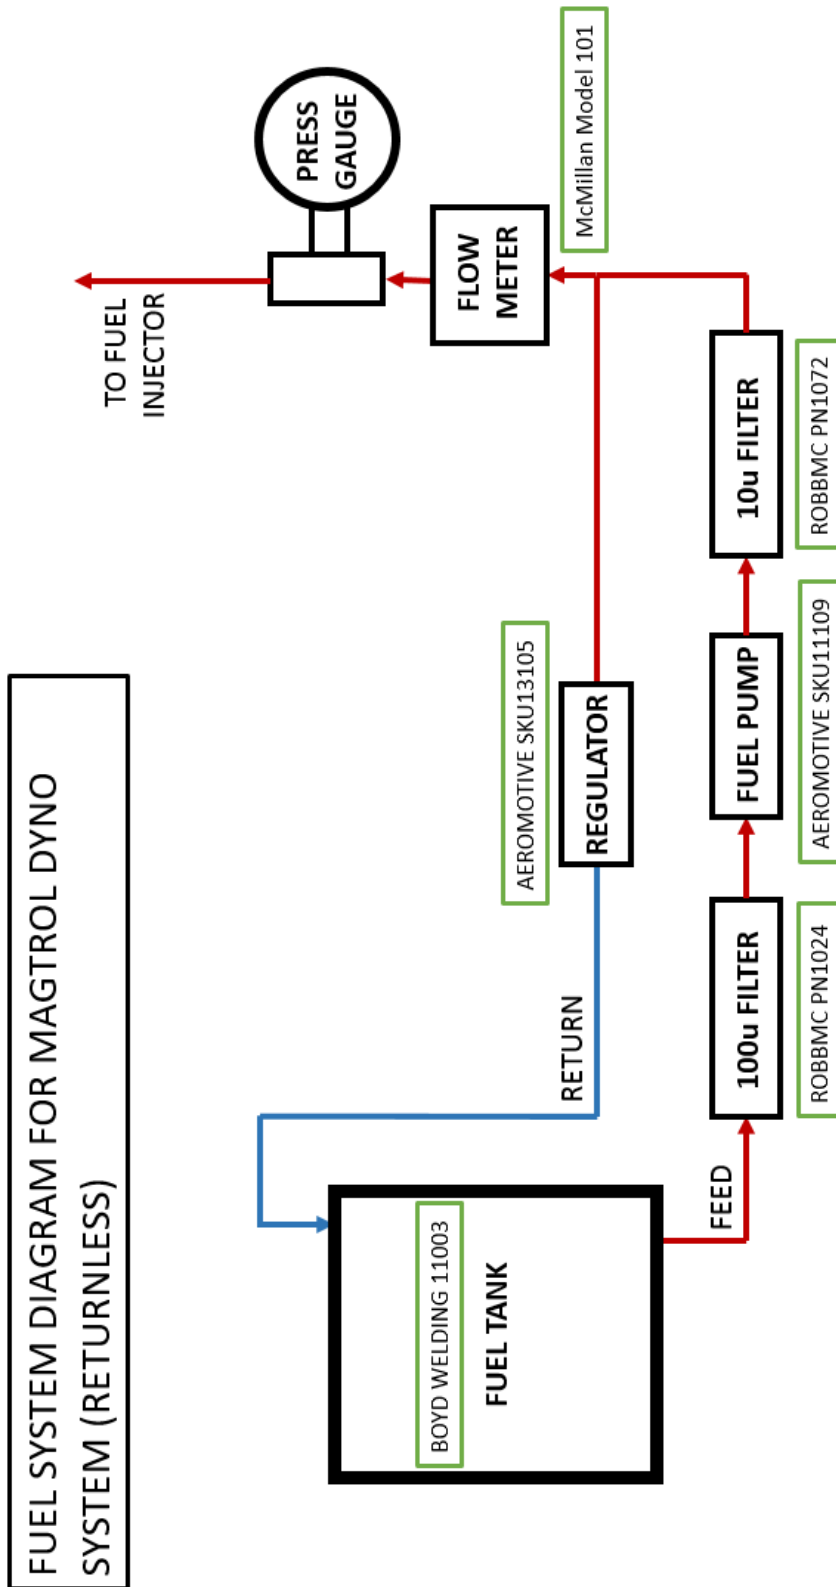 FUEL SYSTEM DIAGRAM FOR MAGTROL DYNO
SYSTEM (RETURNLESS)
TO FUEL
INJECTOR
PRESS
GAUGE
FLOW
METER
McMillan Model 101
AEROMOTIVE SKU13105
REGULATOR
RETURN
BOYD WELDING 11003
FUEL TANK
FEED
100u FILTER
ROBBMC PN1024
FUEL PUMP
AEROMOTIVE SKU11109
10u FILTER
ROBBMC PN1072